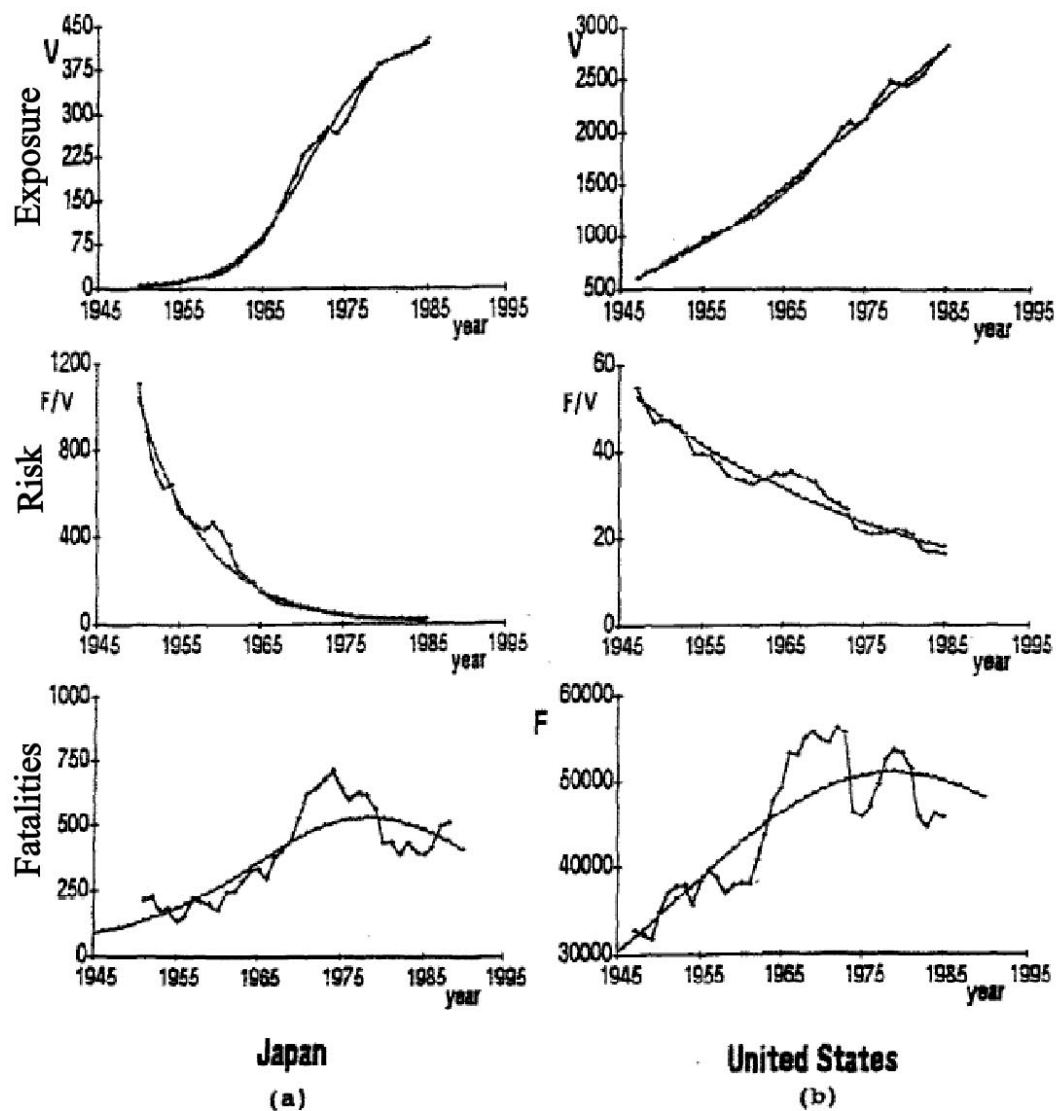 Exposure
V
450
375
300
225
150
75
0
1945 1955 1965 1975 1985 1995
year
V
3000
2500
2000
1500
1000
500
1945 1955 1965 1975 1985 1995
year
Risk
F/V
1200
800
400
0
1945 1955 1965 1975 1985 1995
year
F/V
60
40
20
0
1945 1955 1965 1975 1985 1995
year
Fatalities
1000
750
500
250
0
1945 1955 1965 1975 1985 1995
year
F
60000
50000
40000
30000
1945 1955 1965 1975 1985 1995
year
Japan
(a)
United States
(b)